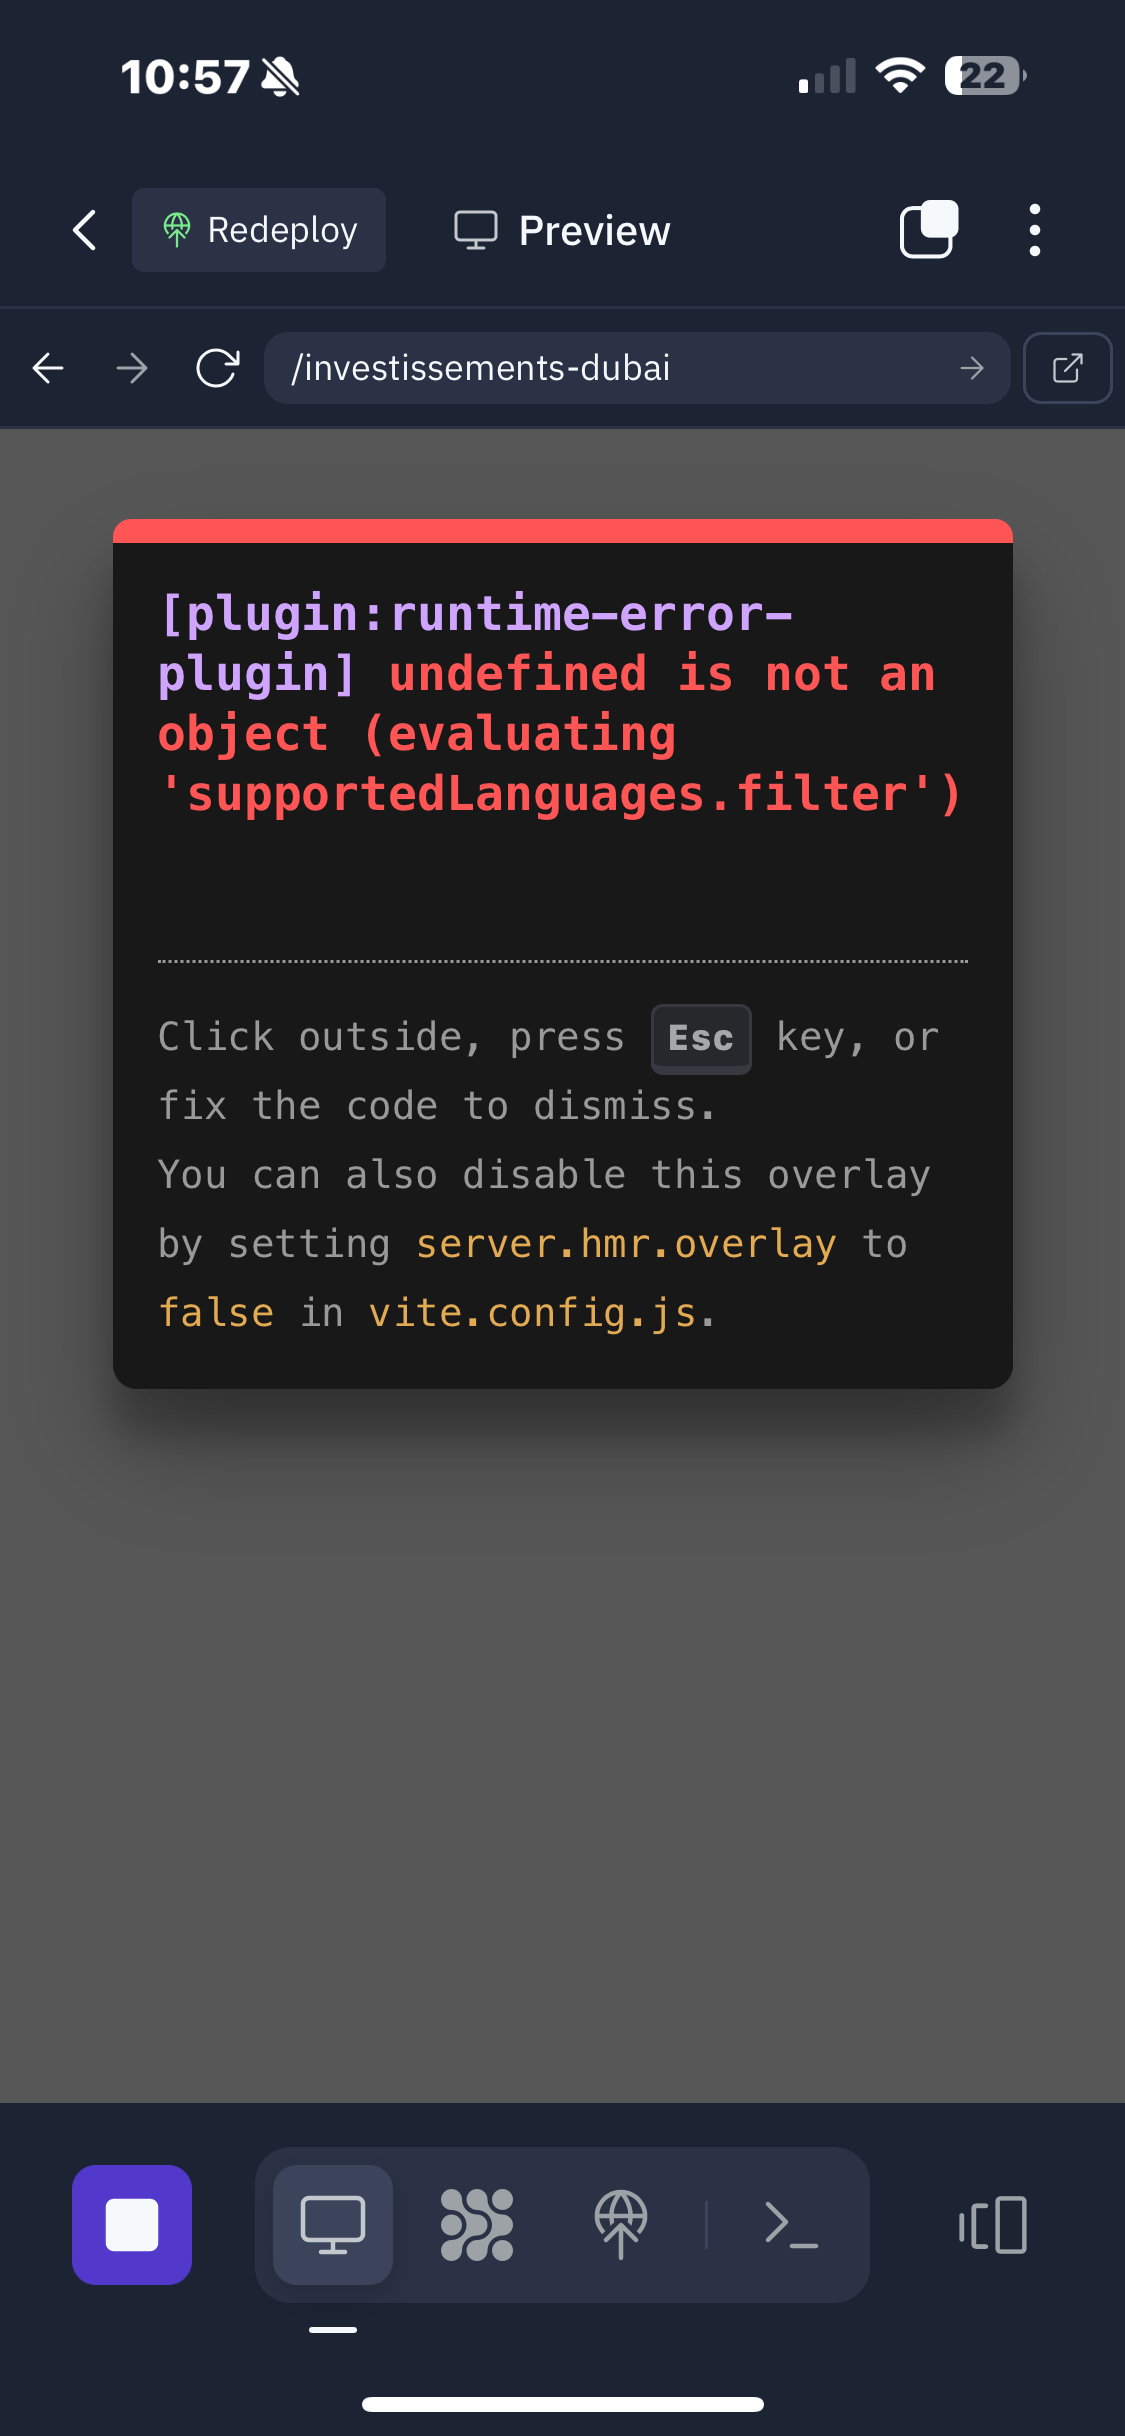 10:57
22
Redeploy
Preview
/investissements-dubai
[plugin:runtime-error-
plugin] undefined is not an
object (evaluating
'supportedLanguages.filter')
Click outside, press Esc key, or
fix the code to dismiss.
You can also disable this overlay
by setting server.hmr.overlay to
false in vite.config.js.